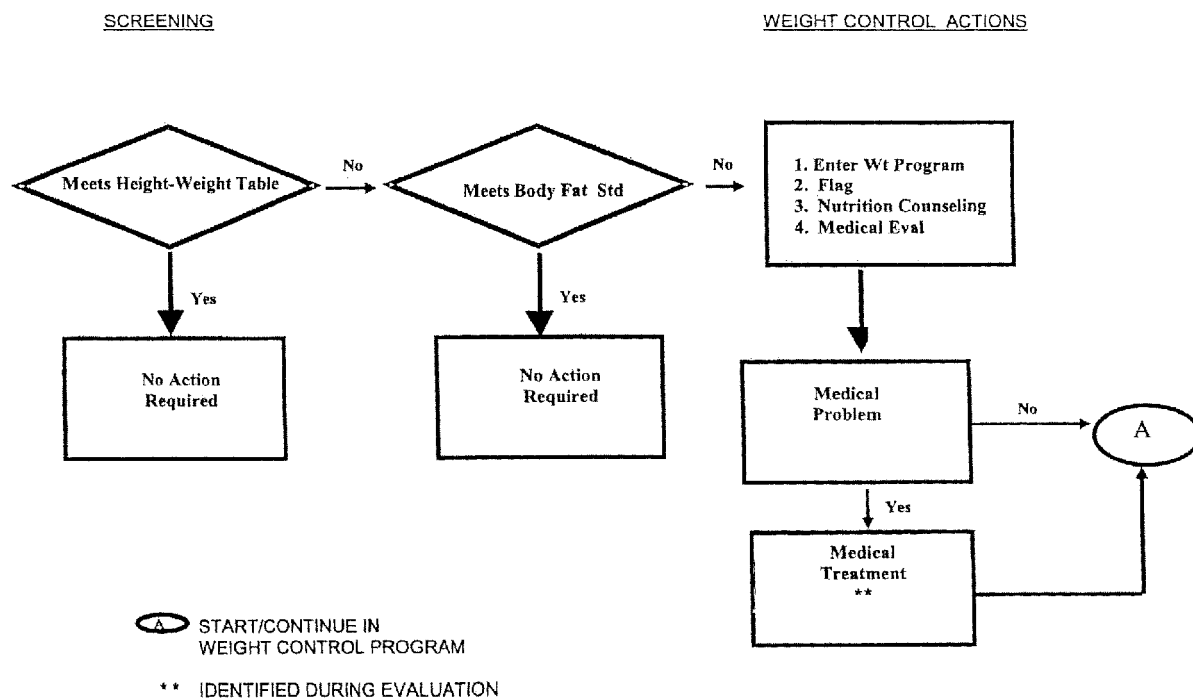 SCREENING
WEIGHT CONTROL ACTIONS
Meets Height-Weight Table
No
Meets Body Fat Std
No
1. Enter Wt Program
2. Flag
3. Nutrition Counseling
4. Medical Eval
Yes
Yes
No Action
Required
No Action
Required
Medical
Problem
No
A
Yes
Medical
Treatment
**
A START/CONTINUE IN
WEIGHT CONTROL PROGRAM
** IDENTIFIED DURING EVALUATION